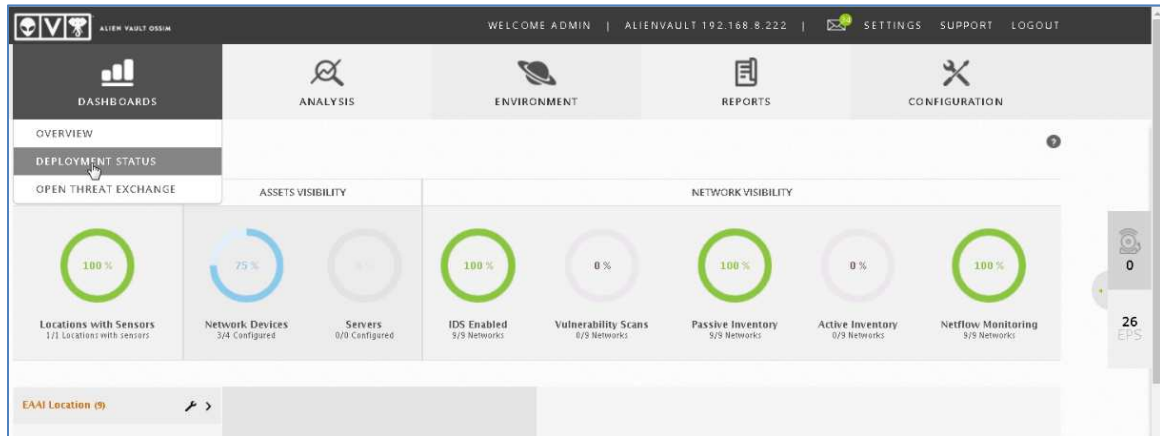 AV ALIEN VAULT OSSIM
WELCOME ADMIN | ALIENVAULT 192.168.8.222 | SETTINGS SUPPORT LOGOUT
DASHBOARDS ANALYSIS ENVIRONMENT REPORTS CONFIGURATION
OVERVIEW
DEPLOYMENT STATUS
OPEN THREAT EXCHANGE
ASSETS VISIBILITY NETWORK VISIBILITY
100 % 75 % 100 % 0 % 100 % 0 % 100 %
0
Locations with Sensors Network Devices Servers IDS Enabled Vulnerability Scans Passive Inventory Active Inventory Netflow Monitoring
1/1 Locations with sensors 3/4 Configured 0/0 Configured 9/9 Networks 0/9 Networks 9/9 Networks 0/9 Networks 9/9 Networks
26
EPS
EAAI Location (9)